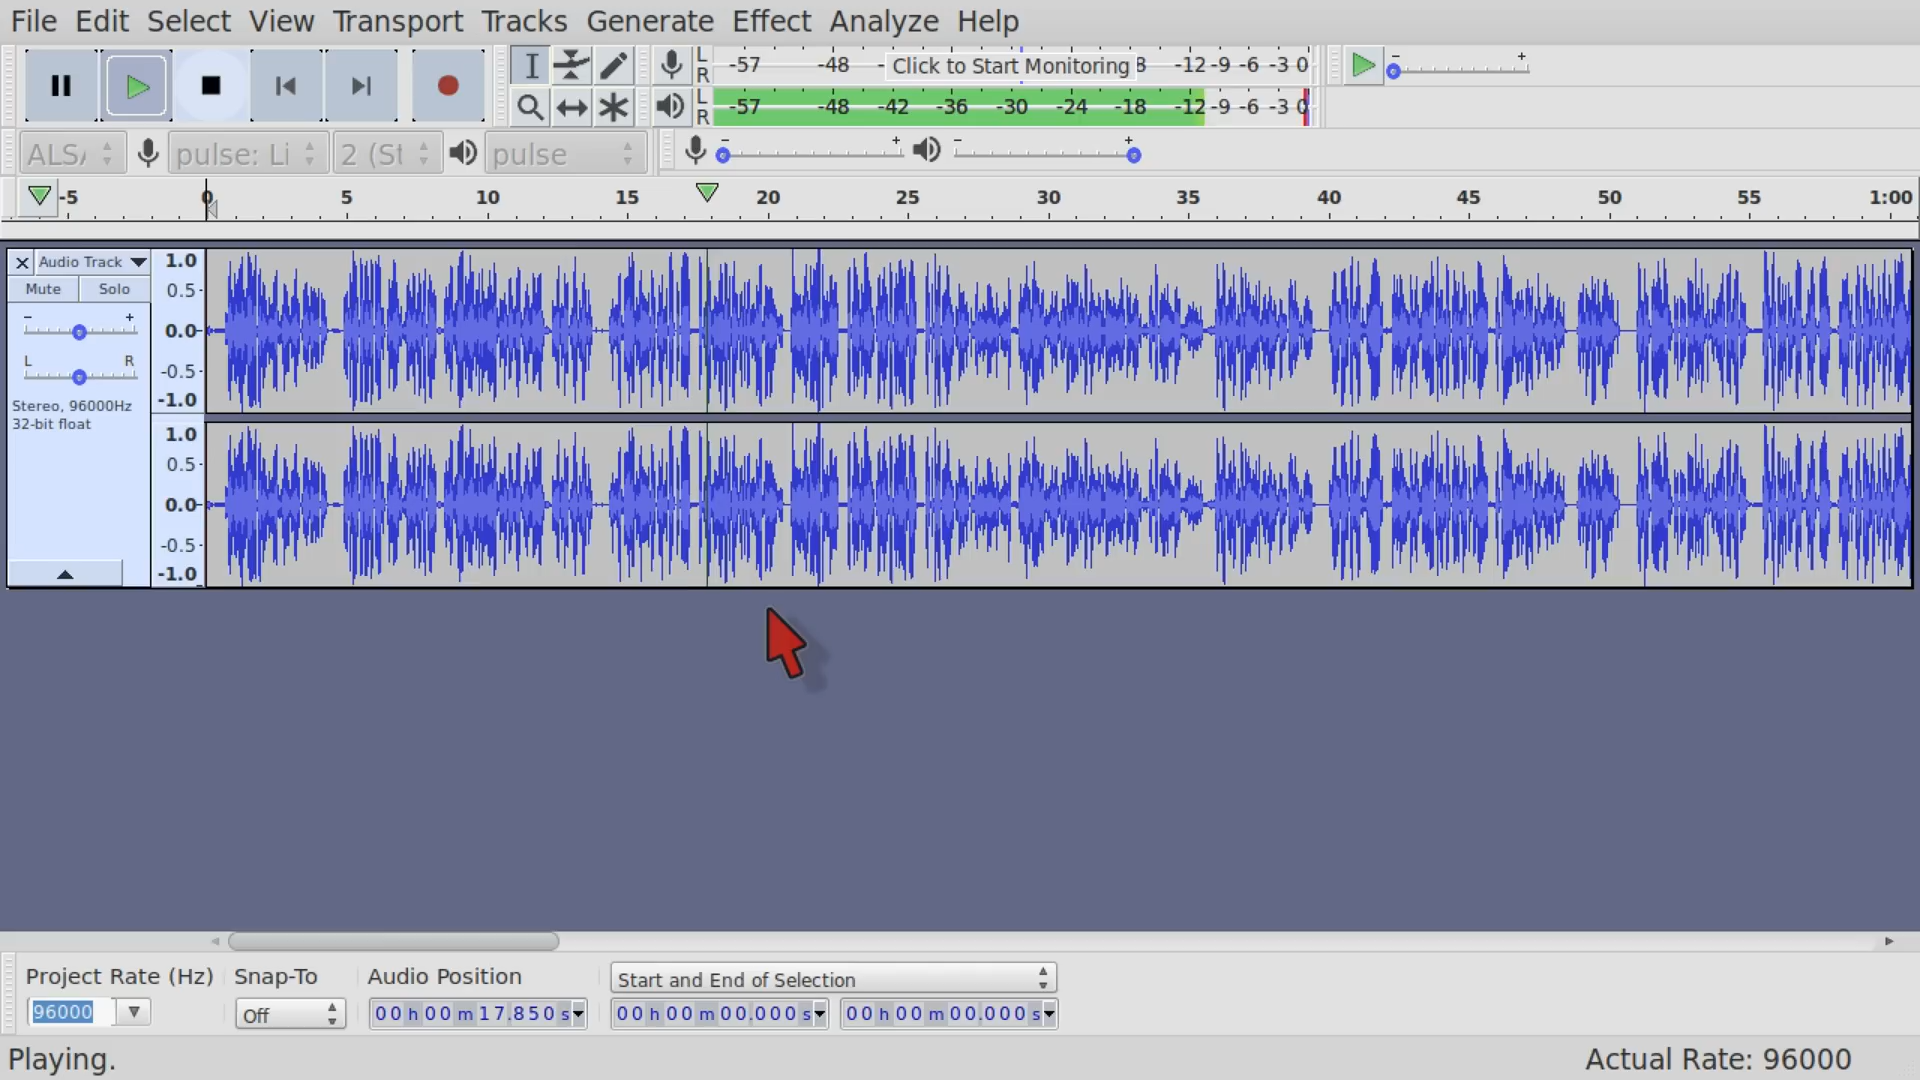 File Edit Select View Transport Tracks Generate Effect Analyze Help
L
R
-57 -48 - Click to Start Monitoring 8 -12 -9 -6 -3 0
- +
L
R
-57 -48 -42 -36 -30 -24 -18 -12 -9 -6 -3 0
ALSA pulse: Li 2 (St pulse
- + - +
-5 0 5 10 15 20 25 30 35 40 45 50 55 1:00
Audio Track
Mute Solo
- +
L R
Stereo, 96000Hz
32-bit float
1.0
0.5
0.0
-0.5
-1.0
1.0
0.5
0.0
-0.5
-1.0
Project Rate (Hz) Snap-To Audio Position Start and End of Selection
96000 Off 00 h 00 m 17.850 s 00 h 00 m 00.000 s 00 h 00 m 00.000 s
Playing. Actual Rate: 96000